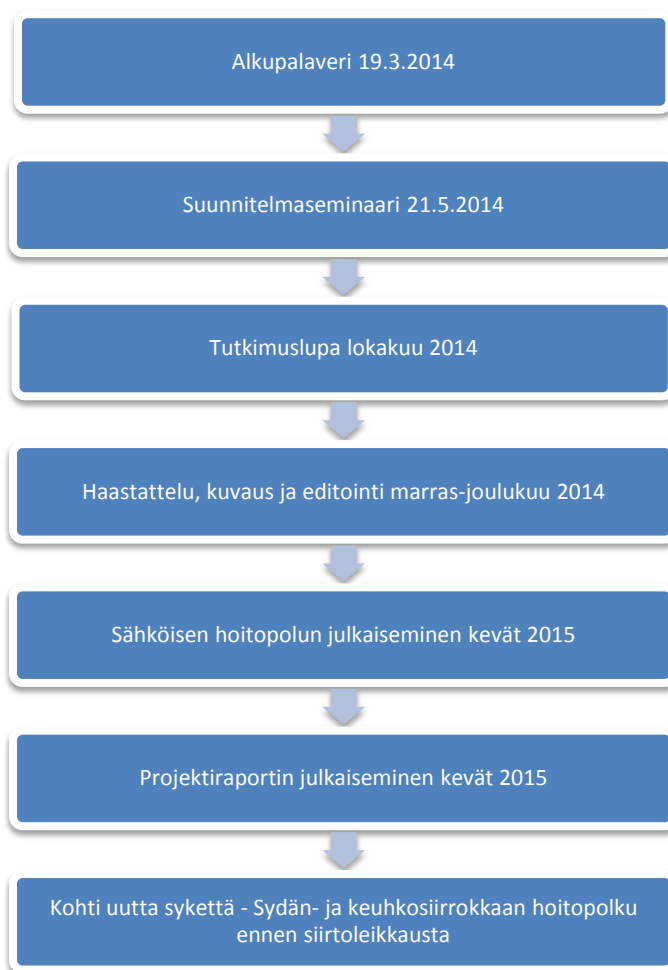 Alkupalaveri 19.3.2014
Suunnitelmaseminaari 21.5.2014
Tutkimuslupa lokakuu 2014
Haastattelu, kuvaus ja editointi marras-joulukuu 2014
Sähköisen hoitopolun julkaiseminen kevät 2015
Projektiraportin julkaiseminen kevät 2015
Kohti uutta sykettä - Sydän- ja keuhkosiirrokkaan hoitopolku
ennen siirtoleikkausta